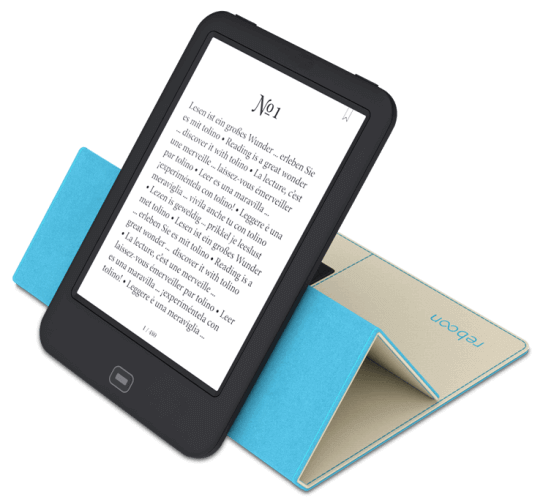 №1
Lesen ist ein großes Wunder ... erleben Sie
es mit tolino • Reading is a great wonder
... discover it with tolino • La lecture, c'est
une merveille ... laissez-vous émerveiller
par tolino • Leer es una maravilla ...
¡experiméntela con tolino! • Leggere è una
meraviglia ... vivila anche tu con tolino
• Lezen is geweldig ... prikkel je leeslust
met tolino • Lesen ist ein großes Wunder
... erleben Sie es mit tolino • Reading is a
great wonder ... discover it with tolino
• La lecture, c'est une merveille ...
laissez-vous émerveiller par tolino • Leer
es una maravilla ... ¡experiméntela con
tolino! • Leggere è una meraviglia ...
1 / 480
reboon